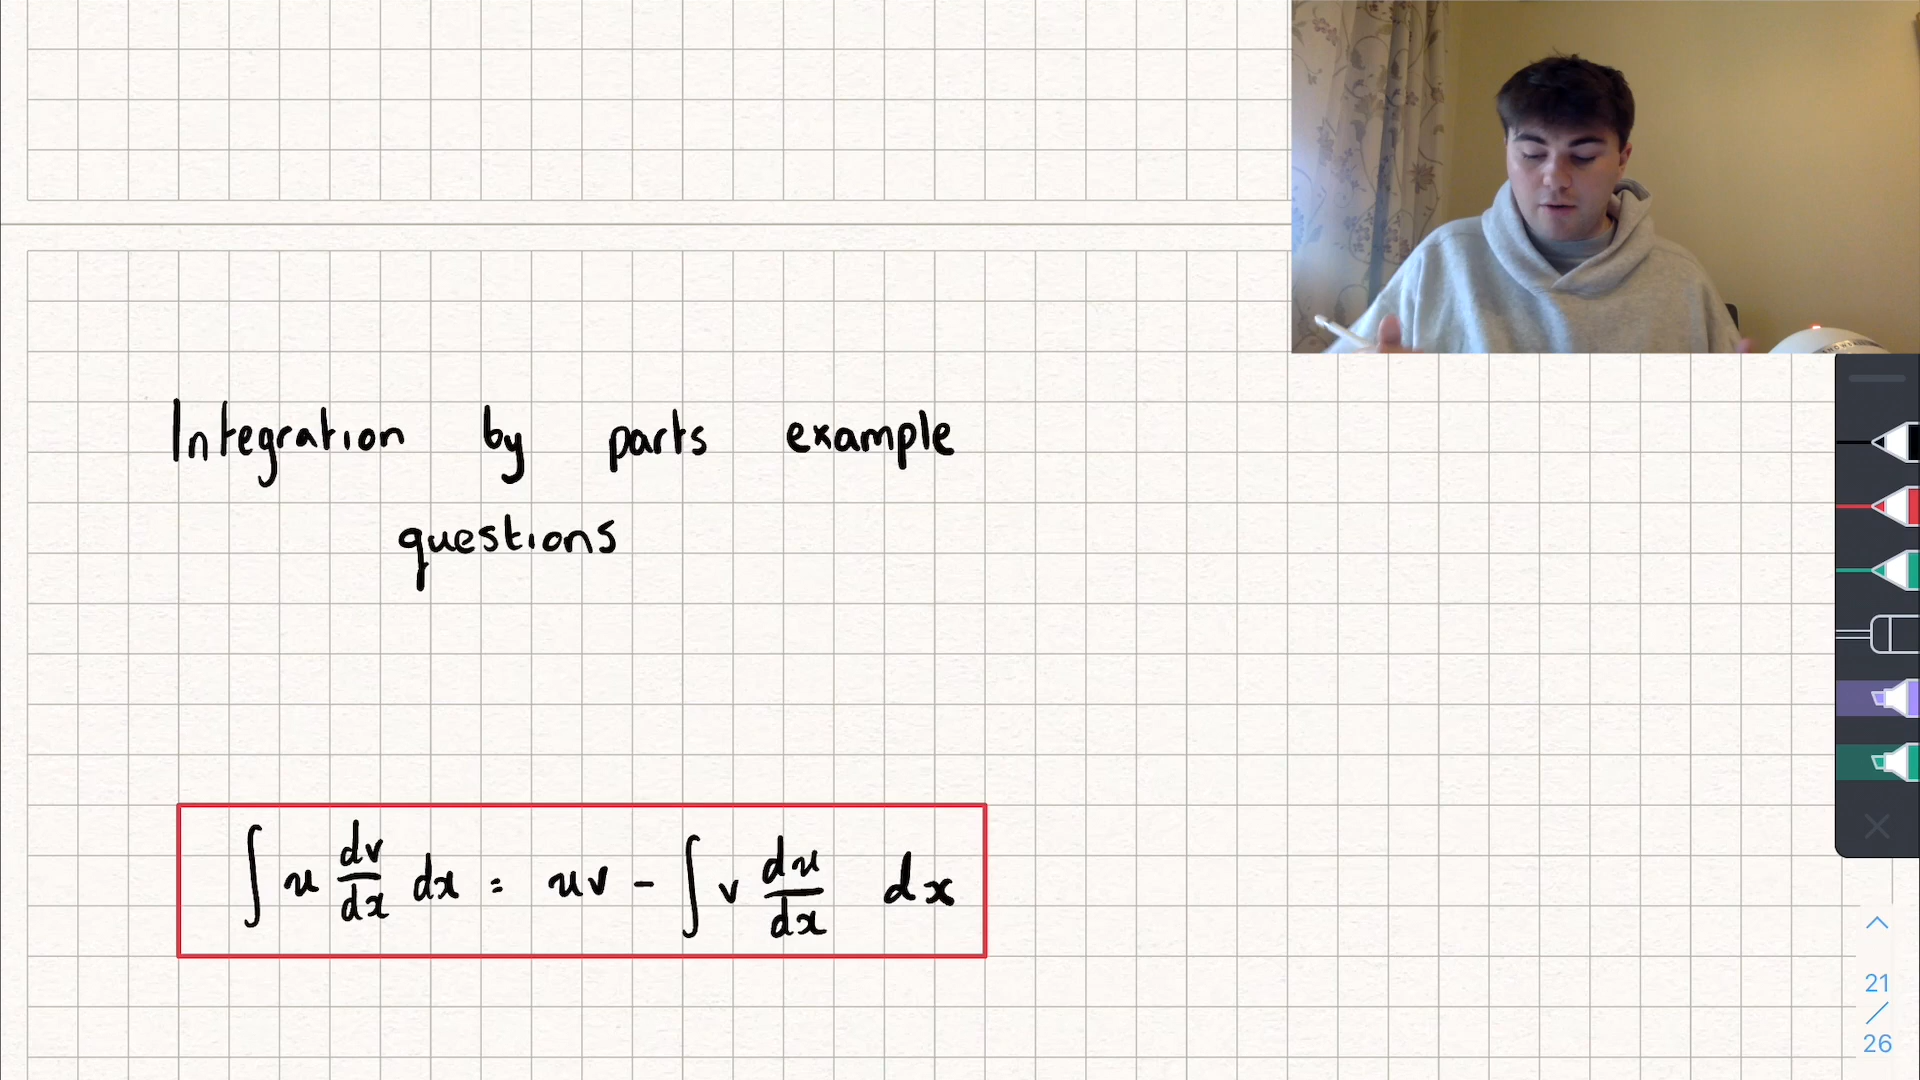 Integration by parts example
questions
∫ u dv/dx dx = uv - ∫ v du/dx dx
21
/
26